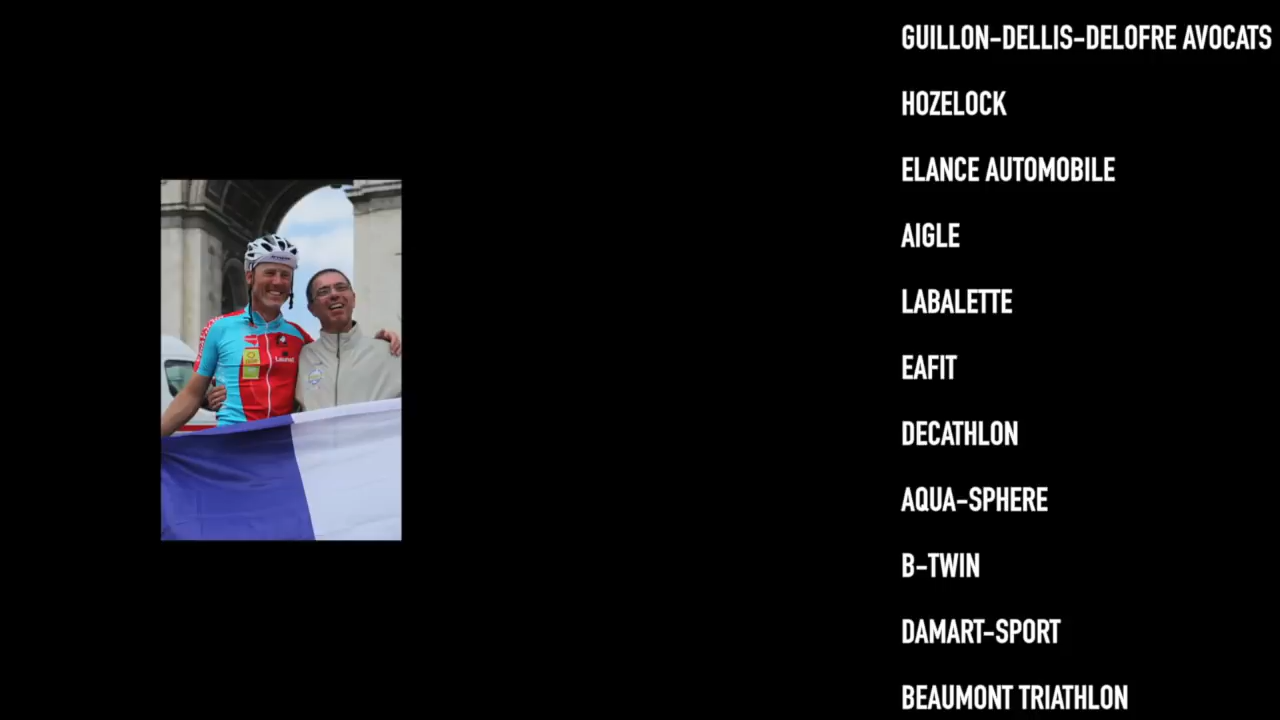 GUILLON-DELLIS-DELOFRE AVOCATS
HOZELOCK
ELANCE AUTOMOBILE
AIGLE
LABALETTE
EAFIT
DECATHLON
AQUA-SPHERE
B-TWIN
DAMART-SPORT
BEAUMONT TRIATHLON